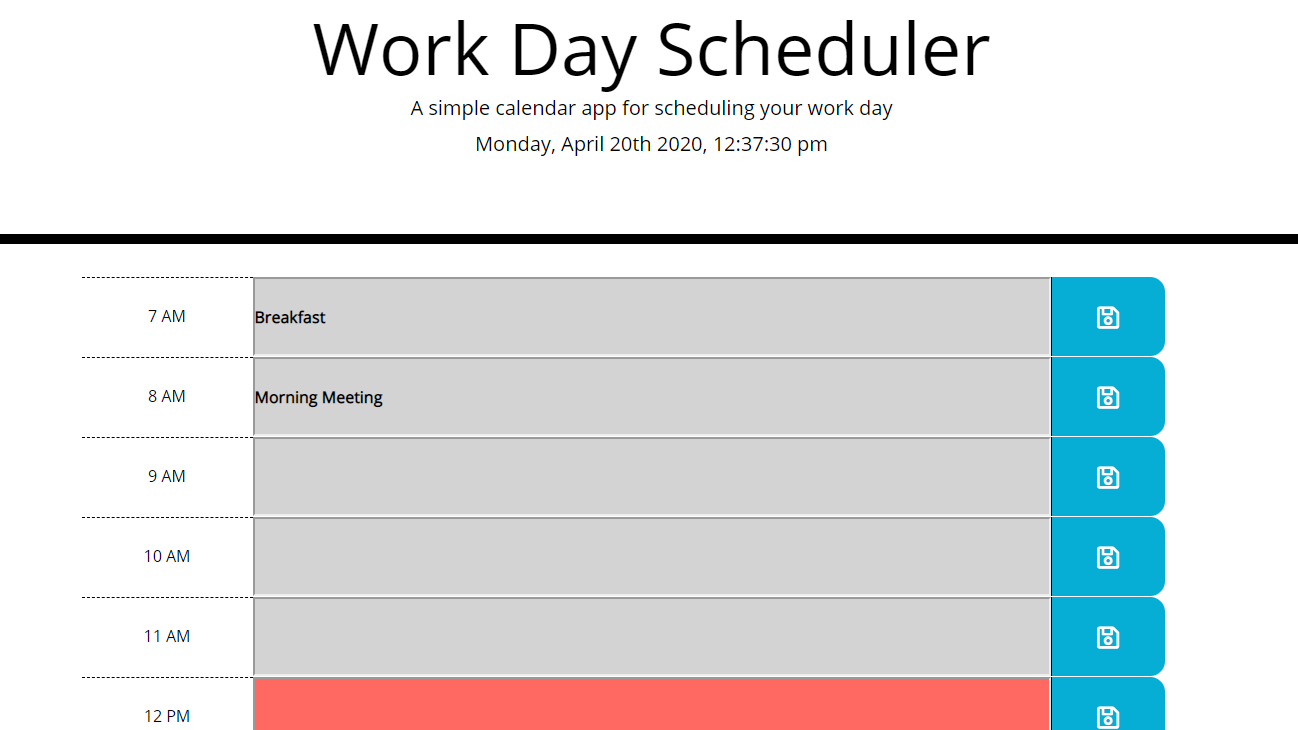 Work Day Scheduler
A simple calendar app for scheduling your work day
Monday, April 20th 2020, 12:37:30 pm
7 AM
Breakfast
8 AM
Morning Meeting
9 AM
10 AM
11 AM
12 PM